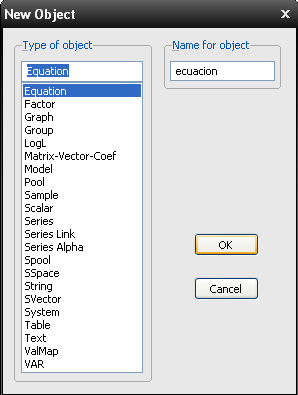 New Object
x
Type of object
Name for object
Equation
ecuacion
Equation
Factor
Graph
Group
LogL
Matrix-Vector-Coef
Model
Pool
Sample
Scalar
Series
Series Link
Series Alpha
Spool
SSpace
String
SVector
System
Table
Text
ValMap
VAR
OK
Cancel